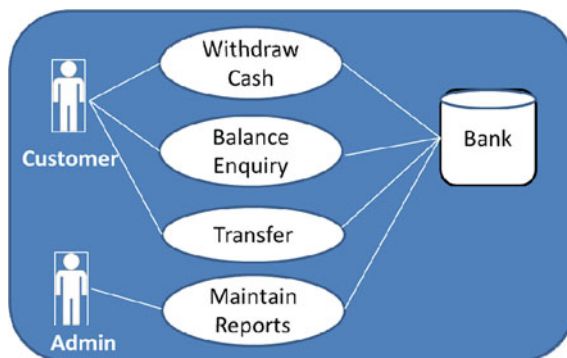 Withdraw
Cash
Customer
Balance
Enquiry
Bank
Transfer
Admin
Maintain
Reports